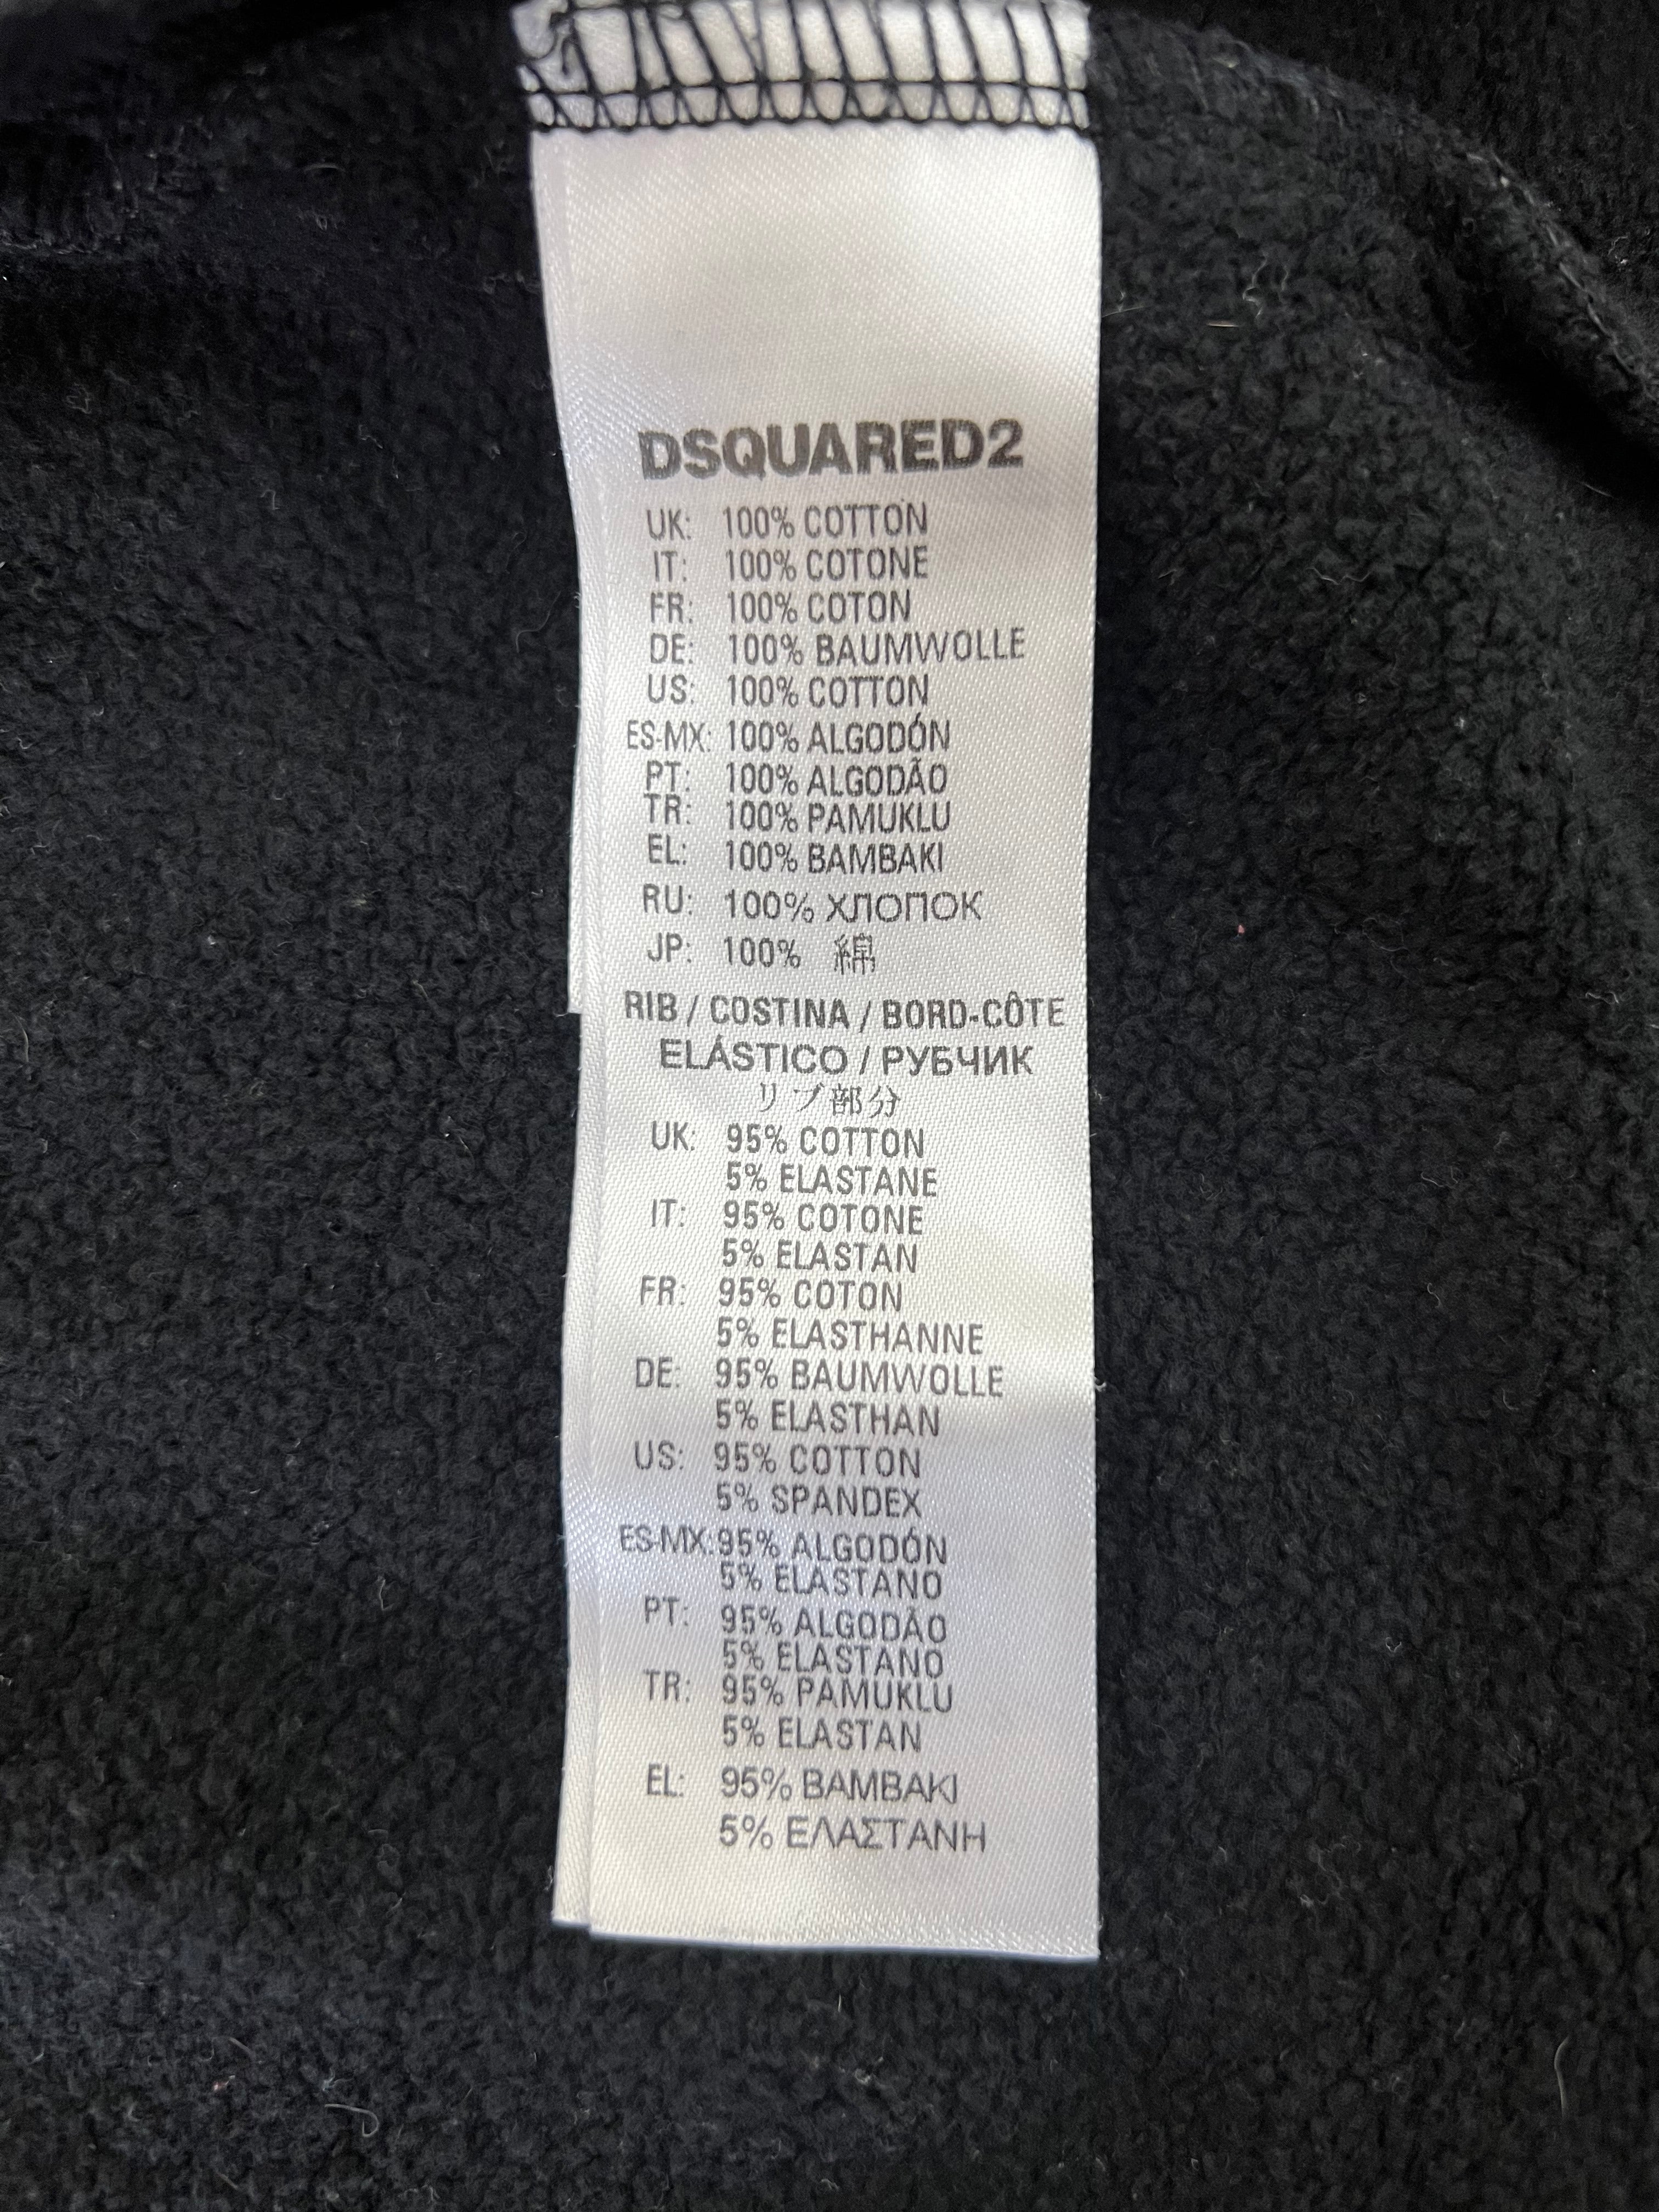 DSQUARED2
UK: 100% COTTON
IT: 100% COTONE
FR: 100% COTON
DE: 100% BAUMWOLLE
US: 100% COTTON
ES-MX: 100% ALGODÓN
PT: 100% ALGODÃO
TR: 100% PAMUKLU
EL: 100% BAMBAKI
RU: 100% ХЛОПОК
JP: 100% 綿
RIB / COSTINA / BORD-CÔTE
ELÁSTICO / РУБЧИК
リブ部分
UK: 95% COTTON
5% ELASTANE
IT: 95% COTONE
5% ELASTAN
FR: 95% COTON
5% ELASTHANNE
DE: 95% BAUMWOLLE
5% ELASTHAN
US: 95% COTTON
5% SPANDEX
ES-MX:95% ALGODÓN
5% ELASTANO
PT: 95% ALGODÃO
5% ELASTANO
TR: 95% PAMUKLU
5% ELASTAN
EL: 95% BAMBAKI
5% ΕΛΑΣΤΑΝΗ